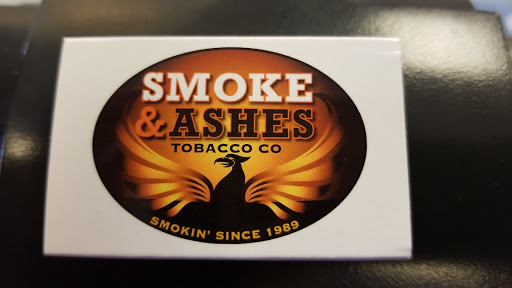 SMOKE
& ASHES
TOBACCO CO
SMOKIN' SINCE 1989